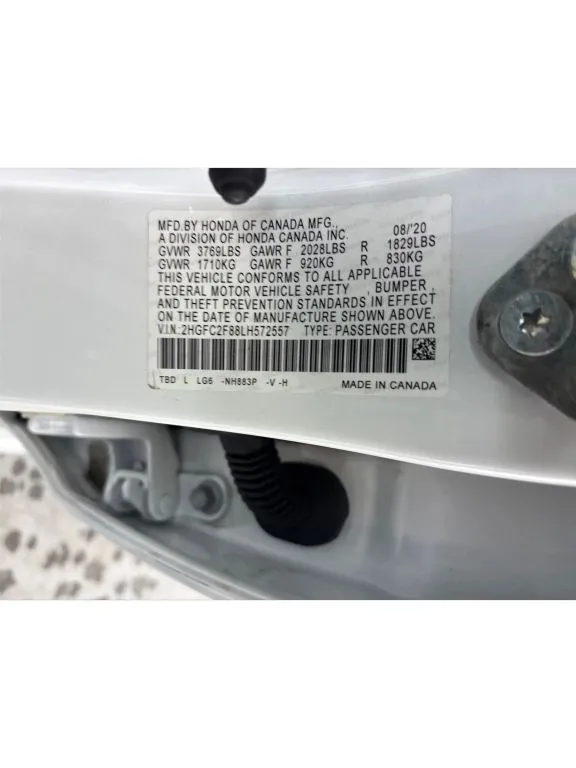 MFD.BY HONDA OF CANADA MFG., 08/'20
A DIVISION OF HONDA CANADA INC.
GVWR 3769LBS GAWR F 2028LBS R 1829LBS
GVWR 1710KG GAWR F 920KG R 830KG
THIS VEHICLE CONFORMS TO ALL APPLICABLE
FEDERAL MOTOR VEHICLE SAFETY , BUMPER ,
AND THEFT PREVENTION STANDARDS IN EFFECT
ON THE DATE OF MANUFACTURE SHOWN ABOVE.
V.I.N:2HGFC2F88LH572557 TYPE: PASSENGER CAR
TBD L LG6 -NH883P -V -H MADE IN CANADA